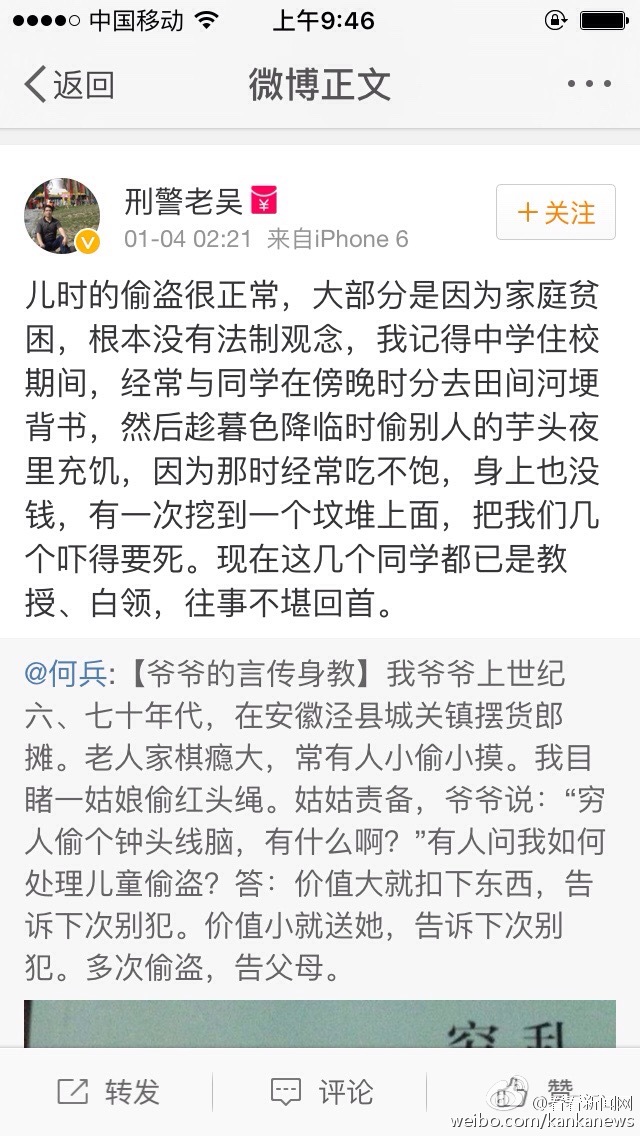 中国移动 上午9:46
返回 微博正文
刑警老吴
+关注
01-04 02:21 来自iPhone 6
儿时的偷盗很正常，大部分是因为家庭贫
困，根本没有法制观念，我记得中学住校
期间，经常与同学在傍晚时分去田间河埂
背书，然后趁暮色降临时偷别人的芋头夜
里充饥，因为那时经常吃不饱，身上也没
钱，有一次挖到一个坟堆上面，把我们几
个吓得要死。现在这几个同学都已是教
授、白领，往事不堪回首。
@何兵:【爷爷的言传身教】我爷爷上世纪
六、七十年代，在安徽泾县城关镇摆货郎
摊。老人家棋瘾大，常有人小偷小摸。我目
睹一姑娘偷红头绳。姑姑责备，爷爷说：“穷
人偷个钟头线脑，有什么啊？”有人问我如何
处理儿童偷盗？答：价值大就扣下东西，告
诉下次别犯。价值小就送她，告诉下次别
犯。多次偷盗，告父母。
转发 评论 赞
@看看新闻网
weibo.com/kankanews